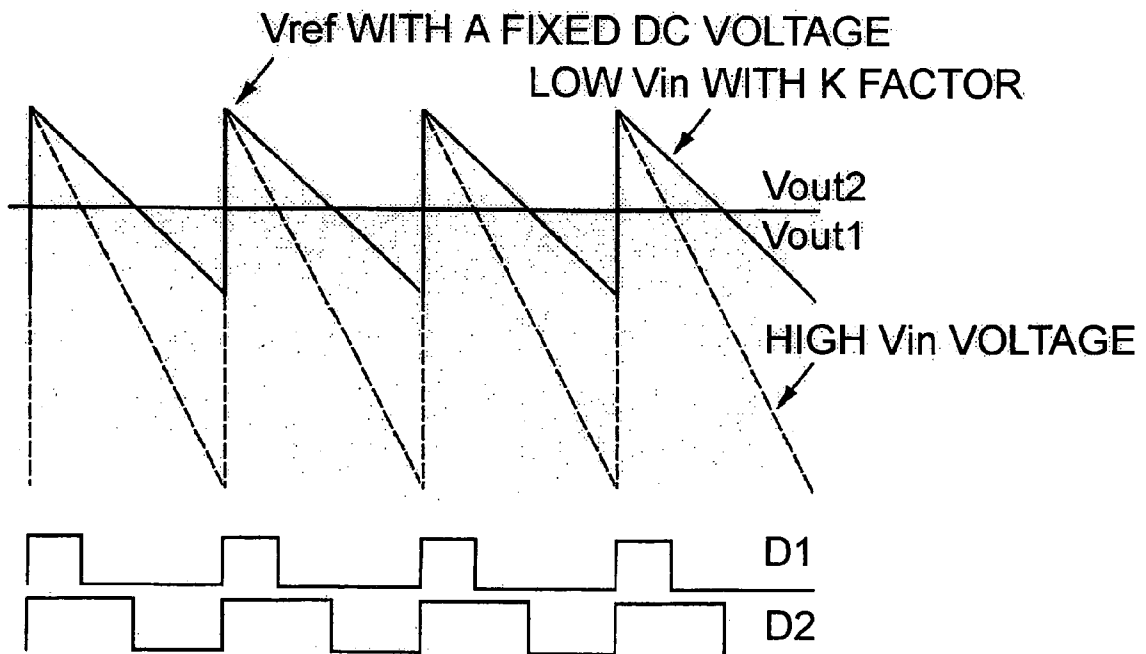 Vref WITH A FIXED DC VOLTAGE
LOW Vin WITH K FACTOR
Vout2
Vout1
HIGH Vin VOLTAGE
D1
D2